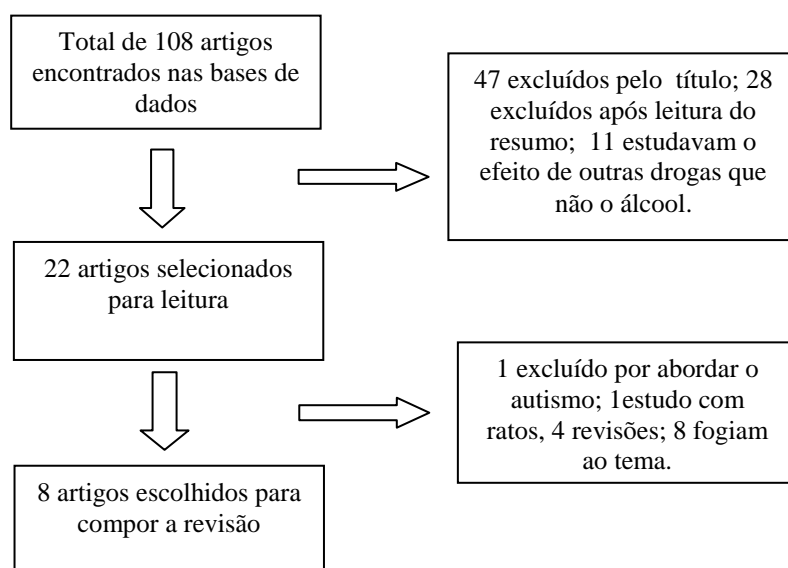 Total de 108 artigos
encontrados nas bases de
dados
47 excluídos pelo título; 28
excluídos após leitura do
resumo; 11 estudavam o
efeito de outras drogas que
não o álcool.
22 artigos selecionados
para leitura
1 excluído por abordar o
autismo; 1estudo com
ratos, 4 revisões; 8 fogiam
ao tema.
8 artigos escolhidos para
compor a revisão